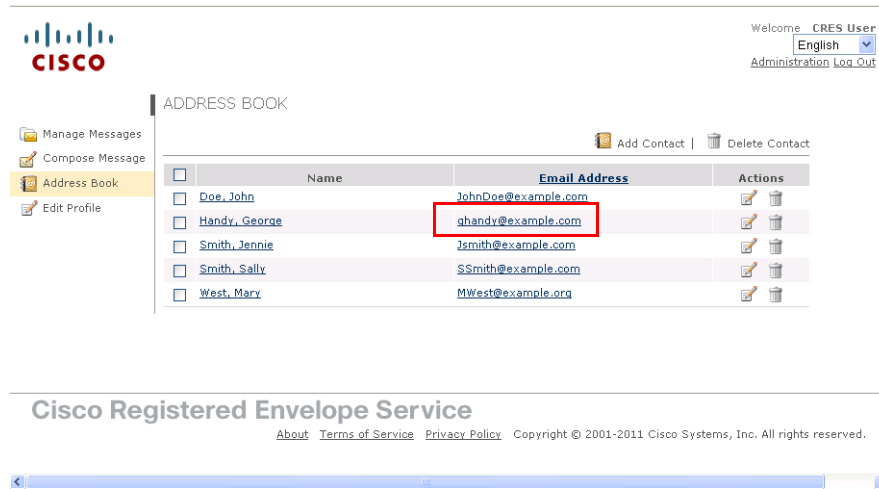 Welcome CRES User
English
CISCO
Administration Log Out
ADDRESS BOOK
Manage Messages
Compose Message
Address Book
Edit Profile
Add Contact | Delete Contact
Name Email Address Actions
Doe, John JohnDoe@example.com
Handy, George ghandy@example.com
Smith, Jennie Jsmith@example.com
Smith, Sally SSmith@example.com
West, Mary MWest@example.org
Cisco Registered Envelope Service
About Terms of Service Privacy Policy Copyright © 2001-2011 Cisco Systems, Inc. All rights reserved.